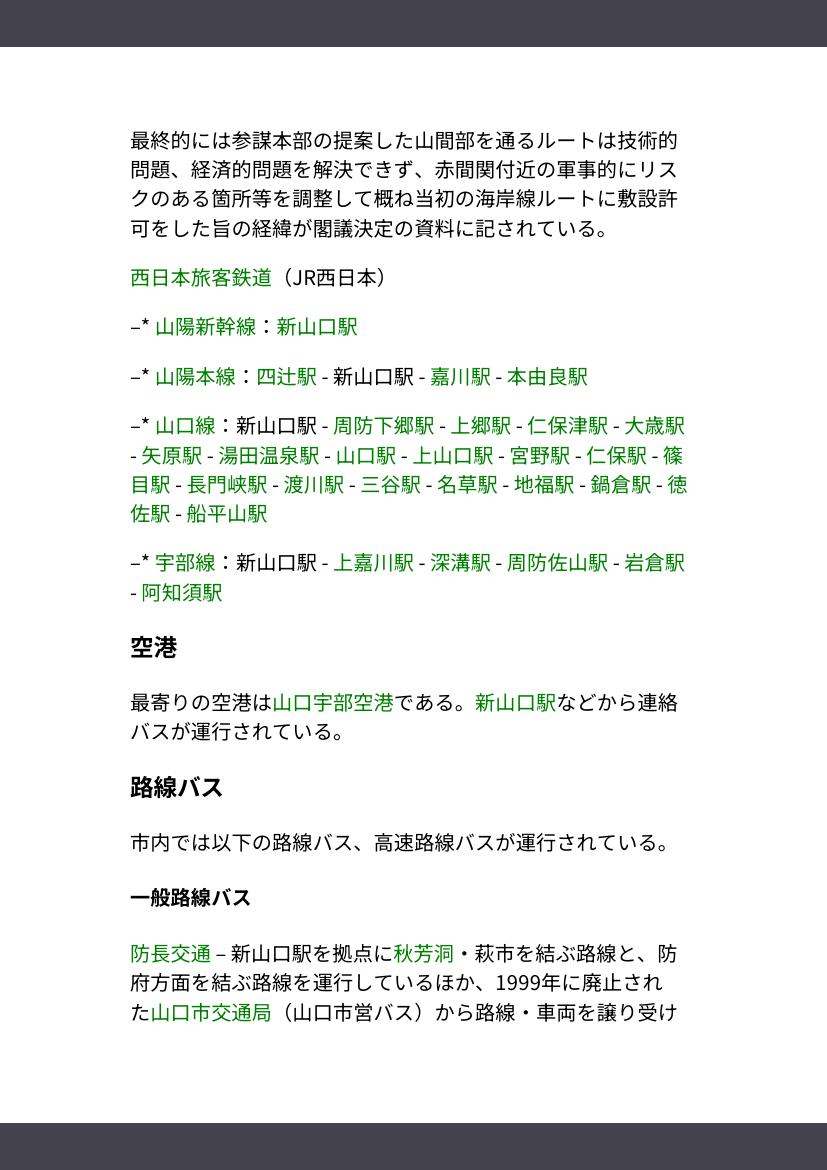 最終的には参謀本部の提案した山間部を通るルートは技術的
問題、経済的問題を解決できず、赤間関付近の軍事的にリス
クのある箇所等を調整して概ね当初の海岸線ルートに敷設許
可をした旨の経緯が閣議決定の資料に記されている。
西日本旅客鉄道（JR西日本）
–* 山陽新幹線：新山口駅
–* 山陽本線：四辻駅 - 新山口駅 - 嘉川駅 - 本由良駅
–* 山口線：新山口駅 - 周防下郷駅 - 上郷駅 - 仁保津駅 - 大歳駅
- 矢原駅 - 湯田温泉駅 - 山口駅 - 上山口駅 - 宮野駅 - 仁保駅 - 篠
目駅 - 長門峡駅 - 渡川駅 - 三谷駅 - 名草駅 - 地福駅 - 鍋倉駅 - 徳
佐駅 - 船平山駅
–* 宇部線：新山口駅 - 上嘉川駅 - 深溝駅 - 周防佐山駅 - 岩倉駅
- 阿知須駅
空港
最寄りの空港は山口宇部空港である。新山口駅などから連絡
バスが運行されている。
路線バス
市内では以下の路線バス、高速路線バスが運行されている。
一般路線バス
防長交通 – 新山口駅を拠点に秋芳洞・萩市を結ぶ路線と、防
府方面を結ぶ路線を運行しているほか、1999年に廃止され
た山口市交通局（山口市営バス）から路線・車両を譲り受け